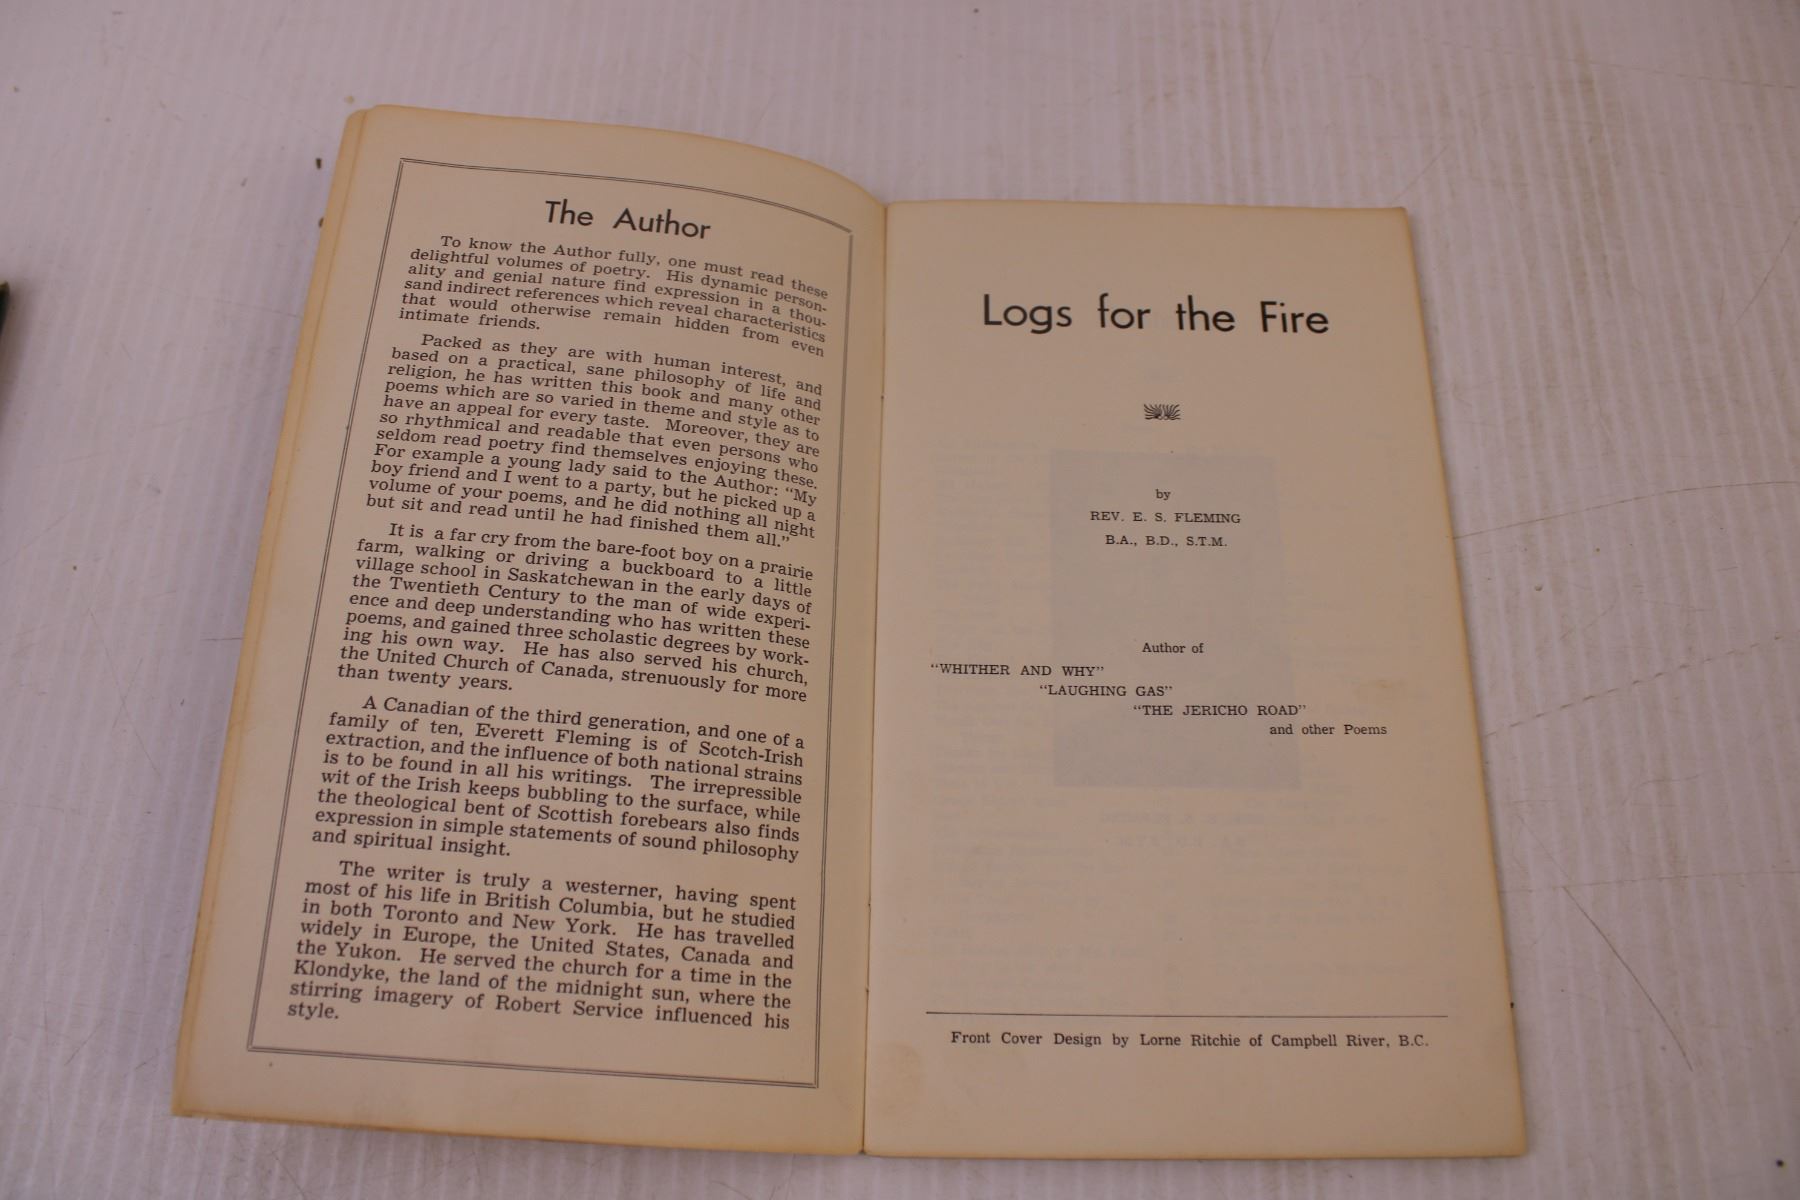 The Author
To know the Author fully, one must read these
delightful volumes of poetry. His dynamic person-
ality and genial nature find expression in a thou-
sand indirect references which reveal characteristics
that would otherwise remain hidden from even
intimate friends.
Packed as they are with human interest, and
based on a practical, sane philosophy of life and
religion, he has written this book and many other
poems which are so varied in theme and style as to
have an appeal for every taste. Moreover, they are
so rhythmical and readable that even persons who
seldom read poetry find themselves enjoying these.
For example a young lady said to the Author: "My
boy friend and I went to a party, but he picked up a
volume of your poems, and he did nothing all night
but sit and read until he had finished them all."
It is a far cry from the bare-foot boy on a prairie
farm, walking or driving a buckboard to a little
village school in Saskatchewan in the early days of
the Twentieth Century to the man of wide experi-
ence and deep understanding who has written these
poems, and gained three scholastic degrees by work-
ing his own way. He has also served his church,
the United Church of Canada, strenuously for more
than twenty years.
A Canadian of the third generation, and one of a
family of ten, Everett Fleming is of Scotch-Irish
extraction, and the influence of both national strains
is to be found in all his writings. The irrepressible
wit of the Irish keeps bubbling to the surface, while
the theological bent of Scottish forebears also finds
expression in simple statements of sound philosophy
and spiritual insight.
The writer is truly a westerner, having spent
most of his life in British Columbia, but he studied
in both Toronto and New York. He has travelled
widely in Europe, the United States, Canada and
the Yukon. He served the church for a time in the
Klondyke, the land of the midnight sun, where the
stirring imagery of Robert Service influenced his
style.
Logs for the Fire
by
REV. E. S. FLEMING
B.A., B.D., S.T.M.
Author of
"WHITHER AND WHY"
"LAUGHING GAS"
"THE JERICHO ROAD"
and other Poems
Front Cover Design by Lorne Ritchie of Campbell River, B.C.